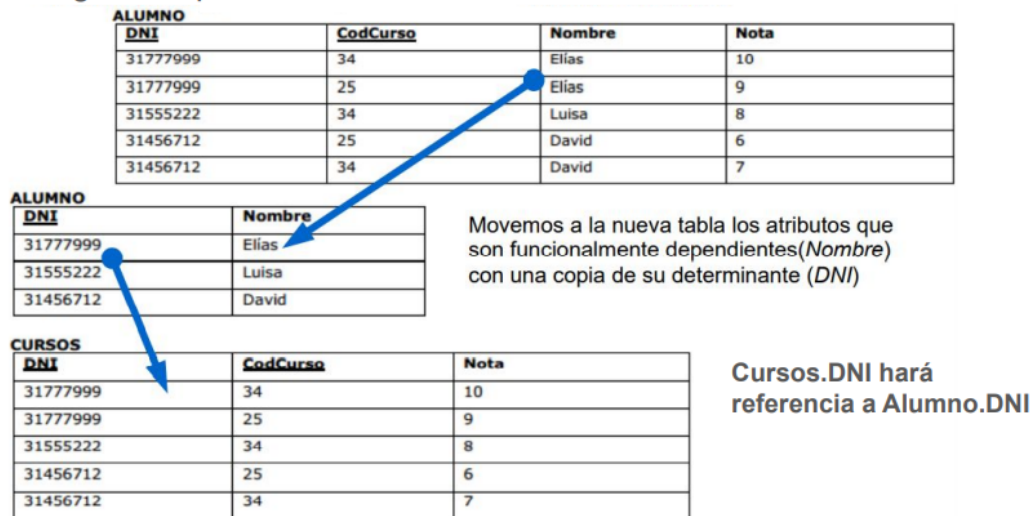 ALUMNO
DNI CodCurso Nombre Nota
31777999 34 Elías 10
31777999 25 Elías 9
31555222 34 Luisa 8
31456712 25 David 6
31456712 34 David 7
ALUMNO
DNI Nombre
31777999 Elías
31555222 Luisa
31456712 David
Movemos a la nueva tabla los atributos que
son funcionalmente dependientes(Nombre)
con una copia de su determinante (DNI)
CURSOS
DNI CodCurso Nota
31777999 34 10
31777999 25 9
31555222 34 8
31456712 25 6
31456712 34 7
Cursos.DNI hará
referencia a Alumno.DNI